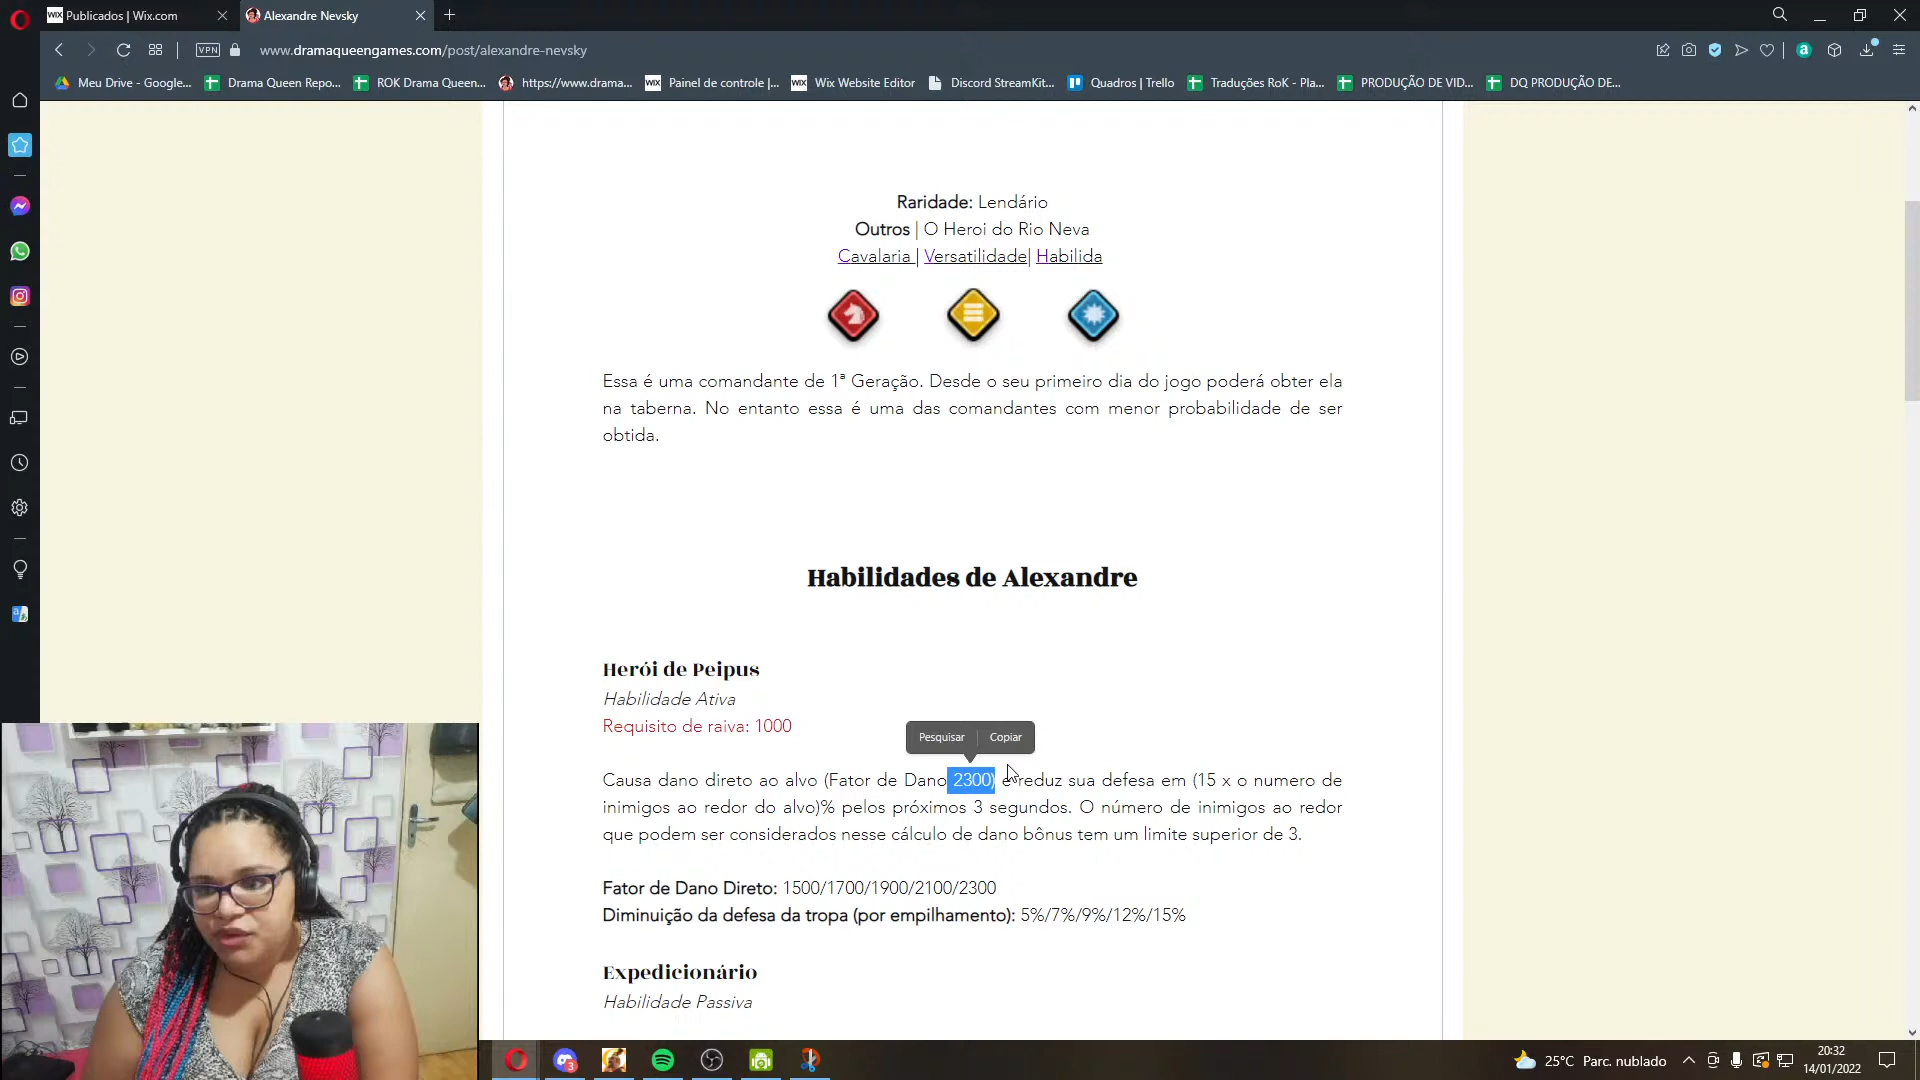 Publicados | Wix.com
Alexandre Nevsky
VPN
www.dramaqueengames.com/post/alexandre-nevsky
Meu Drive - Google...
Drama Queen Repo...
ROK Drama Queen...
https://www.drama...
WIX
Painel de controle |...
WIX
Wix Website Editor
Discord StreamKit...
Quadros | Trello
Traduções RoK - Pla...
PRODUÇÃO DE VID...
DQ PRODUÇÃO DE...
Raridade: Lendário
Outros | O Heroi do Rio Neva
Cavalaria | Versatilidade| Habilida
Essa é uma comandante de 1ª Geração. Desde o seu primeiro dia do jogo poderá obter ela
na taberna. No entanto essa é uma das comandantes com menor probabilidade de ser
obtida.
Habilidades de Alexandre
Herói de Peipus
Habilidade Ativa
Requisito de raiva: 1000
Pesquisar
Copiar
Causa dano direto ao alvo (Fator de Dano 2300) e reduz sua defesa em (15 x o numero de
inimigos ao redor do alvo)% pelos próximos 3 segundos. O número de inimigos ao redor
que podem ser considerados nesse cálculo de dano bônus tem um limite superior de 3.
Fator de Dano Direto: 1500/1700/1900/2100/2300
Diminuição da defesa da tropa (por empilhamento): 5%/7%/9%/12%/15%
Expedicionário
Habilidade Passiva
25°C Parc. nublado
20:32
14/01/2022